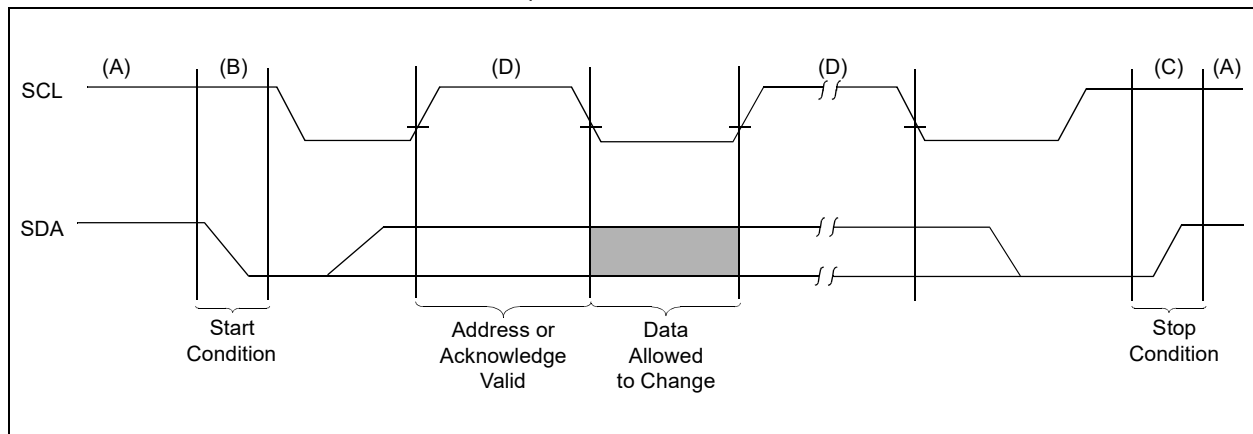 (A)
(B)
(D)
(D)
(C)
(A)
SCL
SDA
Start
Condition
Address or
Acknowledge
Valid
Data
Allowed
to Change
Stop
Condition